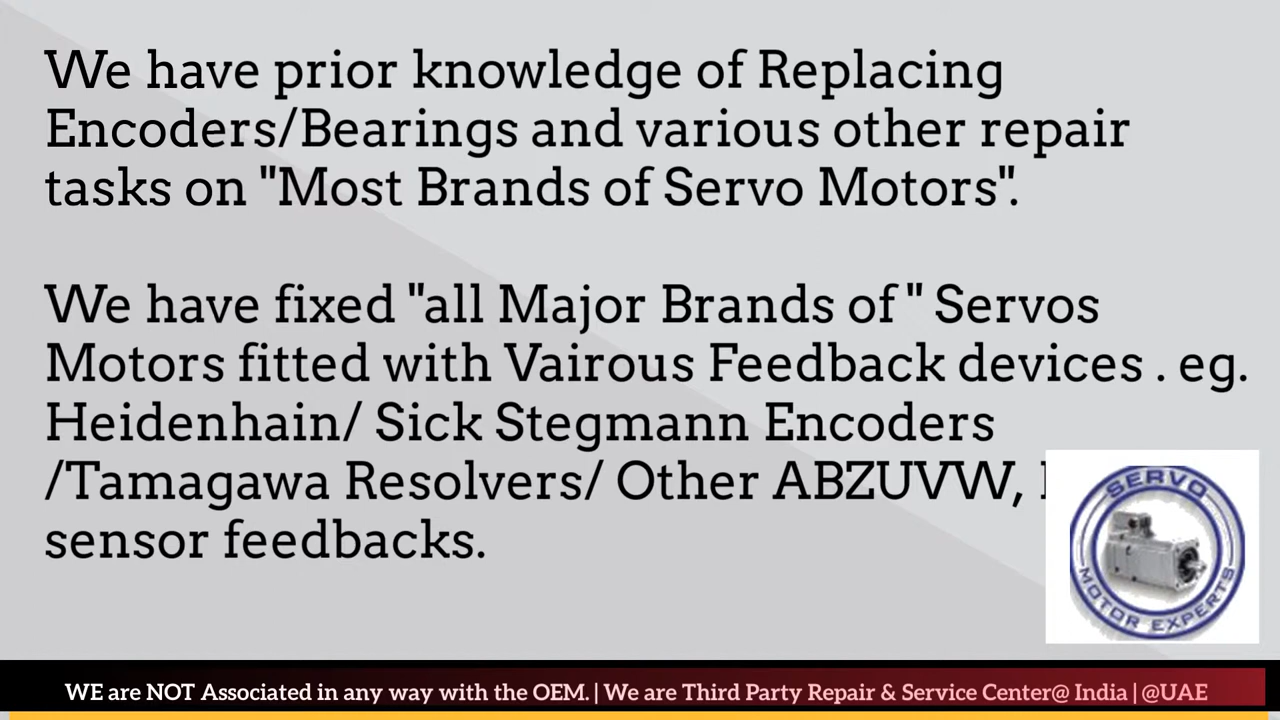 We have prior knowledge of Replacing
Encoders/Bearings and various other repair
tasks on "Most Brands of Servo Motors".
We have fixed "all Major Brands of " Servos
Motors fitted with Vairous Feedback devices . eg.
Heidenhain/ Sick Stegmann Encoders
/Tamagawa Resolvers/ Other ABZUVW,
sensor feedbacks.
SERVO
MOTOR EXPERTS
WE are NOT Associated in any way with the OEM. | We are Third Party Repair & Service Center@ India | @UAE